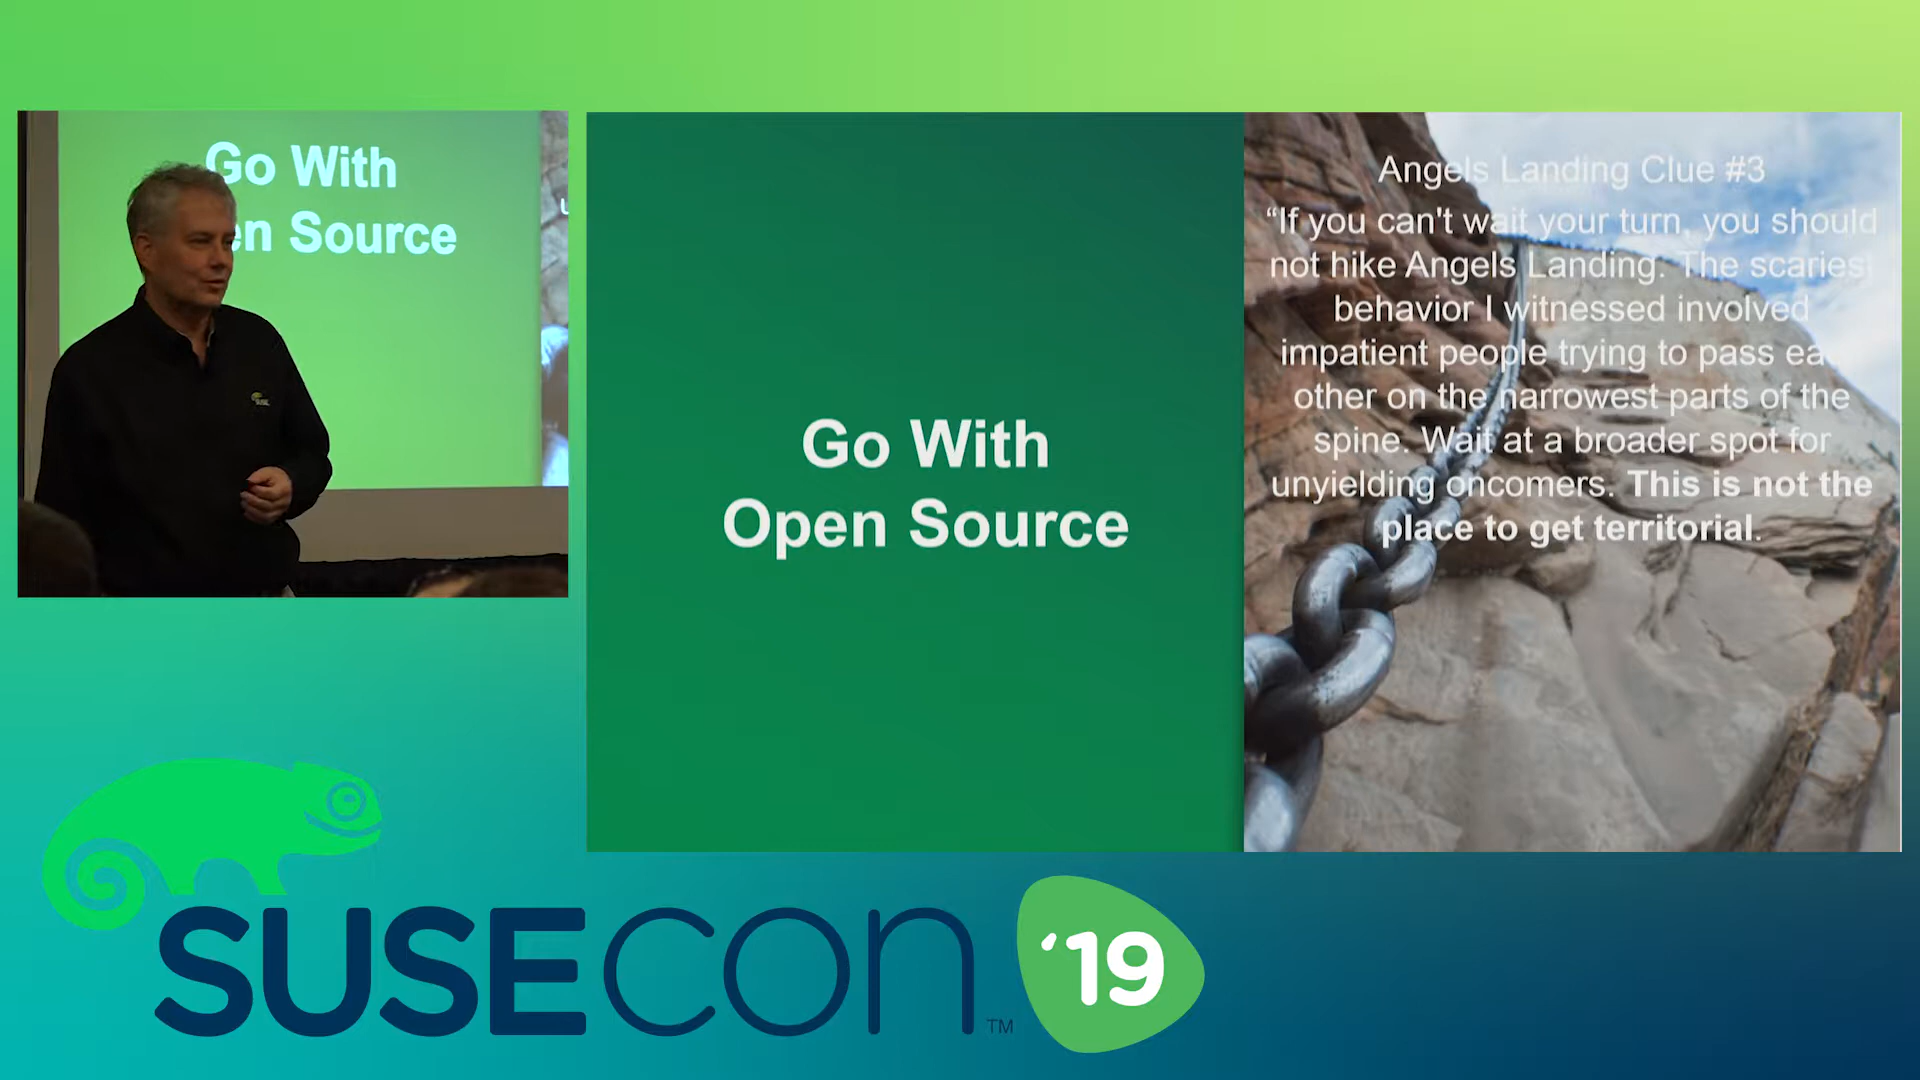 Go With
en Source
SUSE
Go With
Open Source
Angels Landing Clue #3
“If you can't wait your turn, you should
not hike Angels Landing. The scaries
behavior I witnessed involved
impatient people trying to pass ea
other on the narrowest parts of the
spine. Wait at a broader spot for
unyielding oncomers. This is not the
place to get territorial.
SUSECON TM
‘19